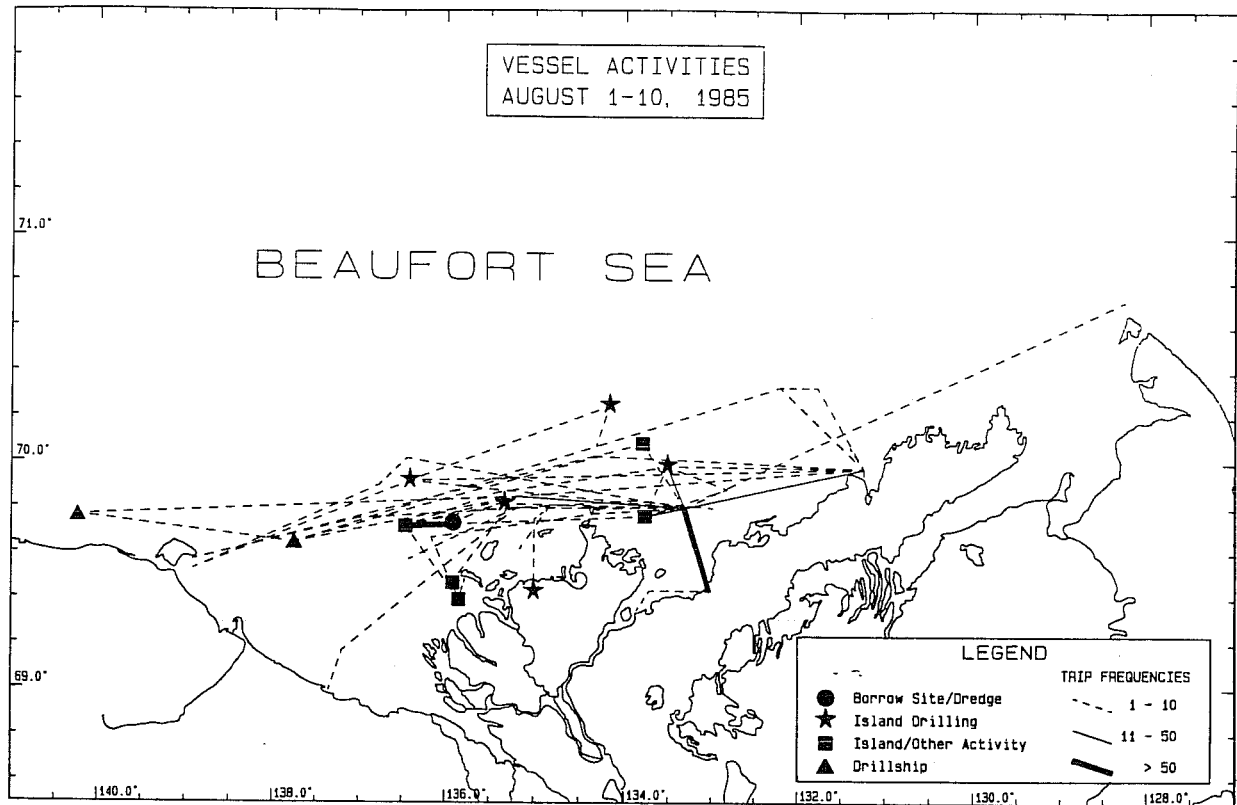 VESSEL ACTIVITIES
AUGUST 1-10, 1985
71.0°
BEAUFORT SEA
70.0°
69.0°
LEGEND
TRIP FREQUENCIES
Borrow Site/Dredge
1 - 10
Island Drilling
11 - 50
Island/Other Activity
> 50
Drillship
140.0° 138.0° 136.0° 134.0° 132.0° 130.0° 128.0°